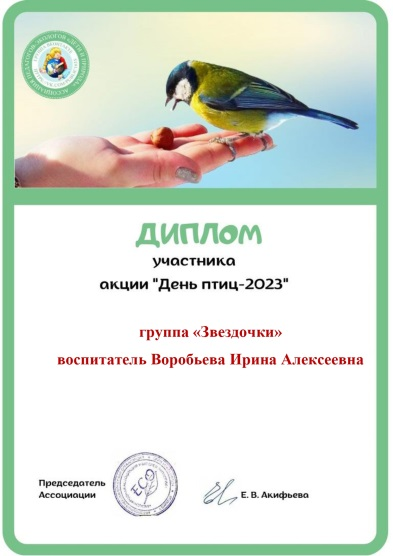 ДИПЛОМ
участника
акции "День птиц-2023"
группа «Звездочки»
воспитатель Воробьева Ирина Алексеевна
Председатель
Ассоциации
Е. В. Акифьева